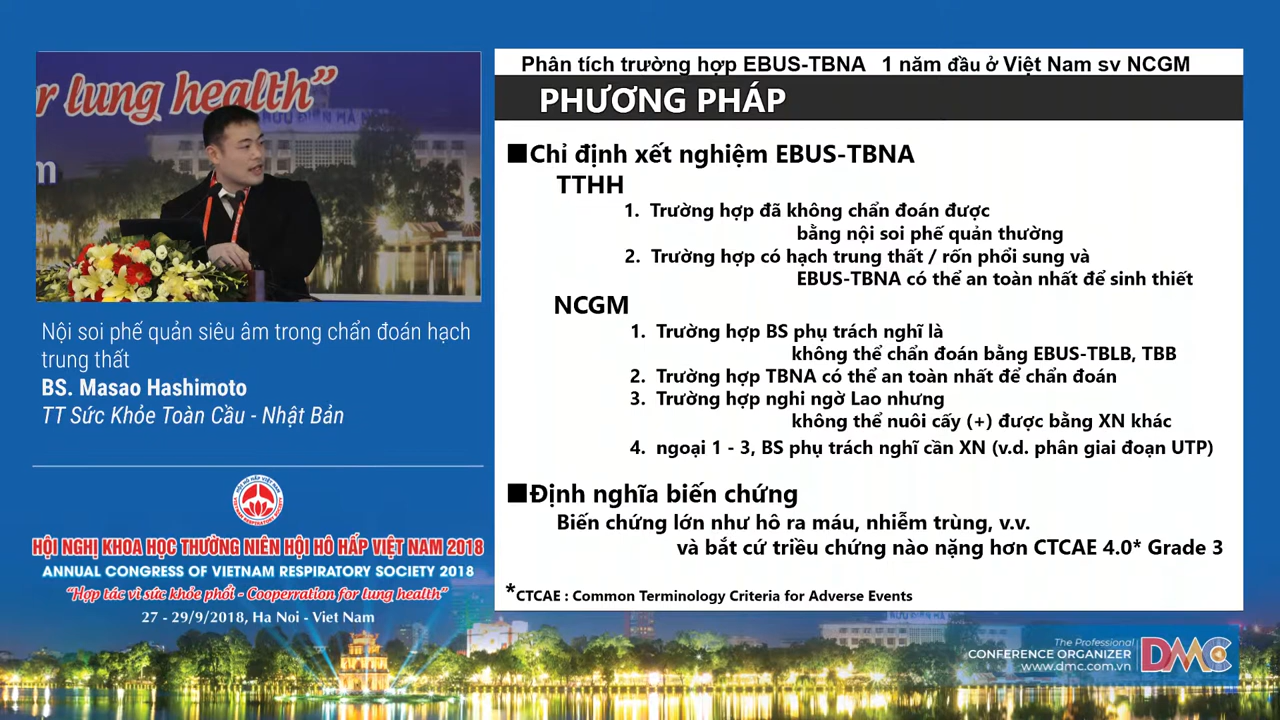 r lung health”
BƯU ĐIỆN HÀ N
m
Nội soi phế quản siêu âm trong chẩn đoán hạch
trung thất
BS. Masao Hashimoto
TT Sức Khỏe Toàn Cầu - Nhật Bản
HỘI NGHỊ KHOA HỌC THƯỜNG NIÊN HỘI HÔ HẤP VIỆT NAM 2018
ANNUAL CONGRESS OF VIETNAM RESPIRATORY SOCIETY 2018
“Hợp tác vì sức khỏe phổi - Cooperration for lung health”
27 - 29/9/2018, Ha Noi - Viet Nam
Phân tích trường hợp EBUS-TBNA 1 năm đầu ở Việt Nam sv NCGM
PHƯƠNG PHÁP
■Chỉ định xét nghiệm EBUS-TBNA
TTHH
1. Trường hợp đã không chẩn đoán được
bằng nội soi phế quản thường
2. Trường hợp có hạch trung thất / rốn phổi sung và
EBUS-TBNA có thể an toàn nhất để sinh thiết
NCGM
1. Trường hợp BS phụ trách nghĩ là
không thể chẩn đoán bằng EBUS-TBLB, TBB
2. Trường hợp TBNA có thể an toàn nhất để chẩn đoán
3. Trường hợp nghi ngờ Lao nhưng
không thể nuôi cấy (+) được bằng XN khác
4. ngoại 1 - 3, BS phụ trách nghĩ cần XN (v.d. phân giai đoạn UTP)
■Định nghĩa biến chứng
Biến chứng lớn như hô ra máu, nhiễm trùng, v.v.
và bắt cứ triều chứng nào nặng hơn CTCAE 4.0* Grade 3
*CTCAE : Common Terminology Criteria for Adverse Events
The Professional
CONFERENCE ORGANIZER
www.dmc.com.vn
DMC